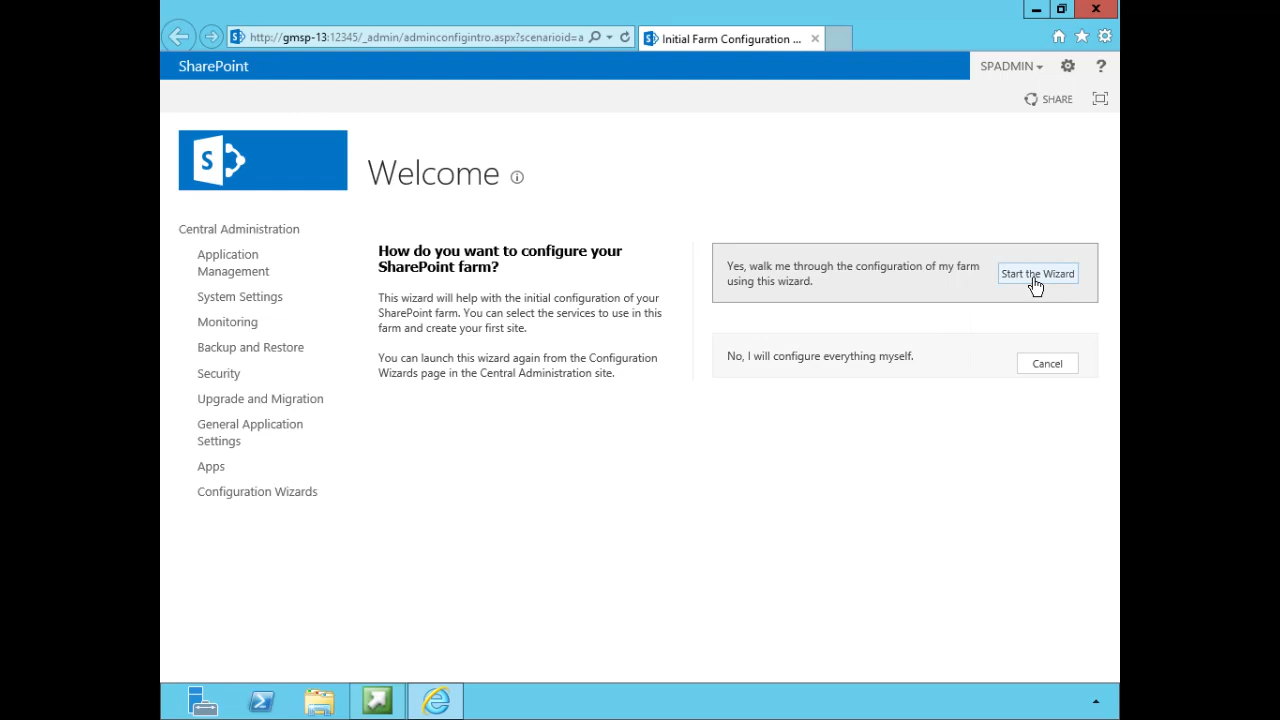 http://gmsp-13:12345/_admin/adminconfigintro.aspx?scenarioid=a
Initial Farm Configuration ...
SharePoint
SPADMIN
?
SHARE
S
Welcome
Central Administration
Application
Management
System Settings
Monitoring
Backup and Restore
Security
Upgrade and Migration
General Application
Settings
Apps
Configuration Wizards
How do you want to configure your
SharePoint farm?
This wizard will help with the initial configuration of your
SharePoint farm. You can select the services to use in this
farm and create your first site.
You can launch this wizard again from the Configuration
Wizards page in the Central Administration site.
Yes, walk me through the configuration of my farm
using this wizard.
Start the Wizard
No, I will configure everything myself.
Cancel